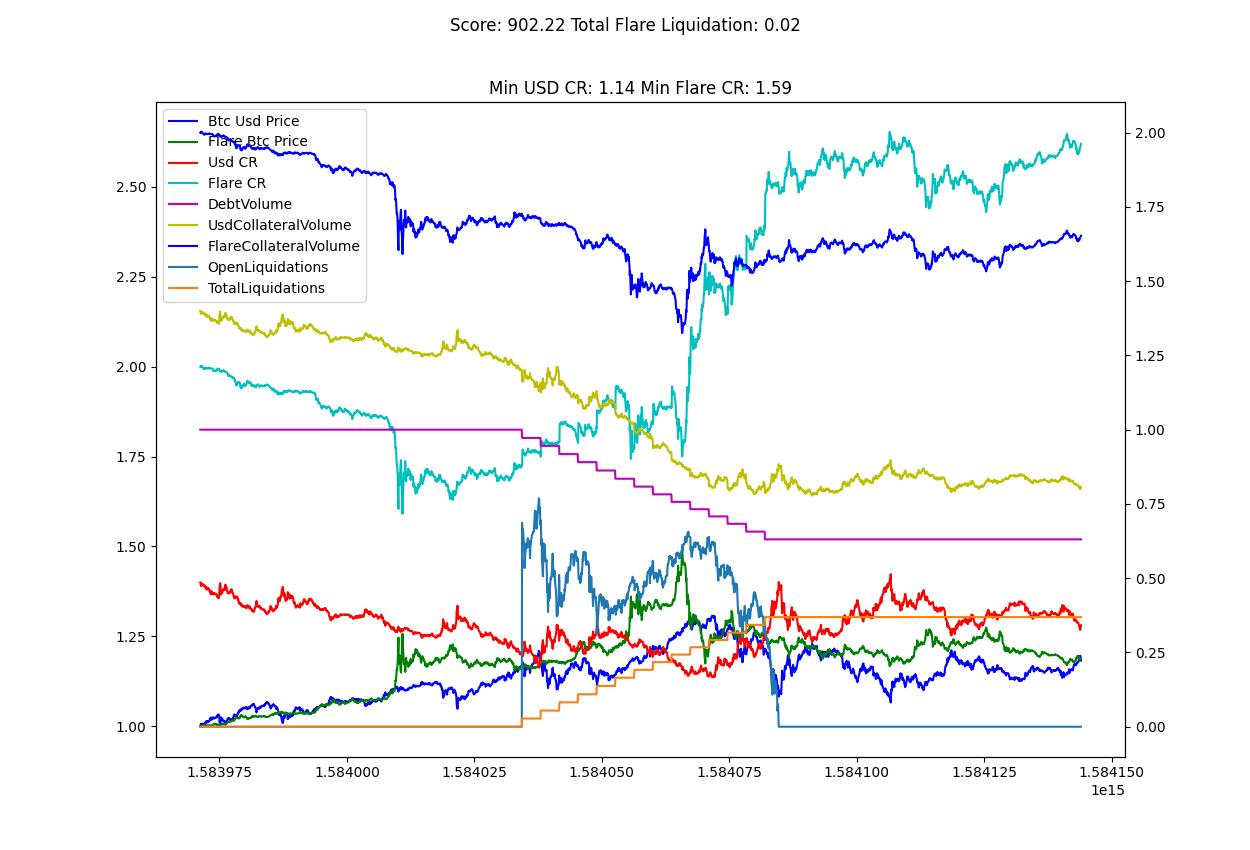 Score: 902.22 Total Flare Liquidation: 0.02
Min USD CR: 1.14 Min Flare CR: 1.59
Btc Usd Price
Flare Btc Price
Usd CR
Flare CR
DebtVolume
UsdCollateralVolume
FlareCollateralVolume
OpenLiquidations
TotalLiquidations
2.50
2.25
2.00
1.75
1.50
1.25
1.00
2.00
1.75
1.50
1.25
1.00
0.75
0.50
0.25
0.00
1.583975 1.584000 1.584025 1.584050 1.584075 1.584100 1.584125 1.584150
1e15